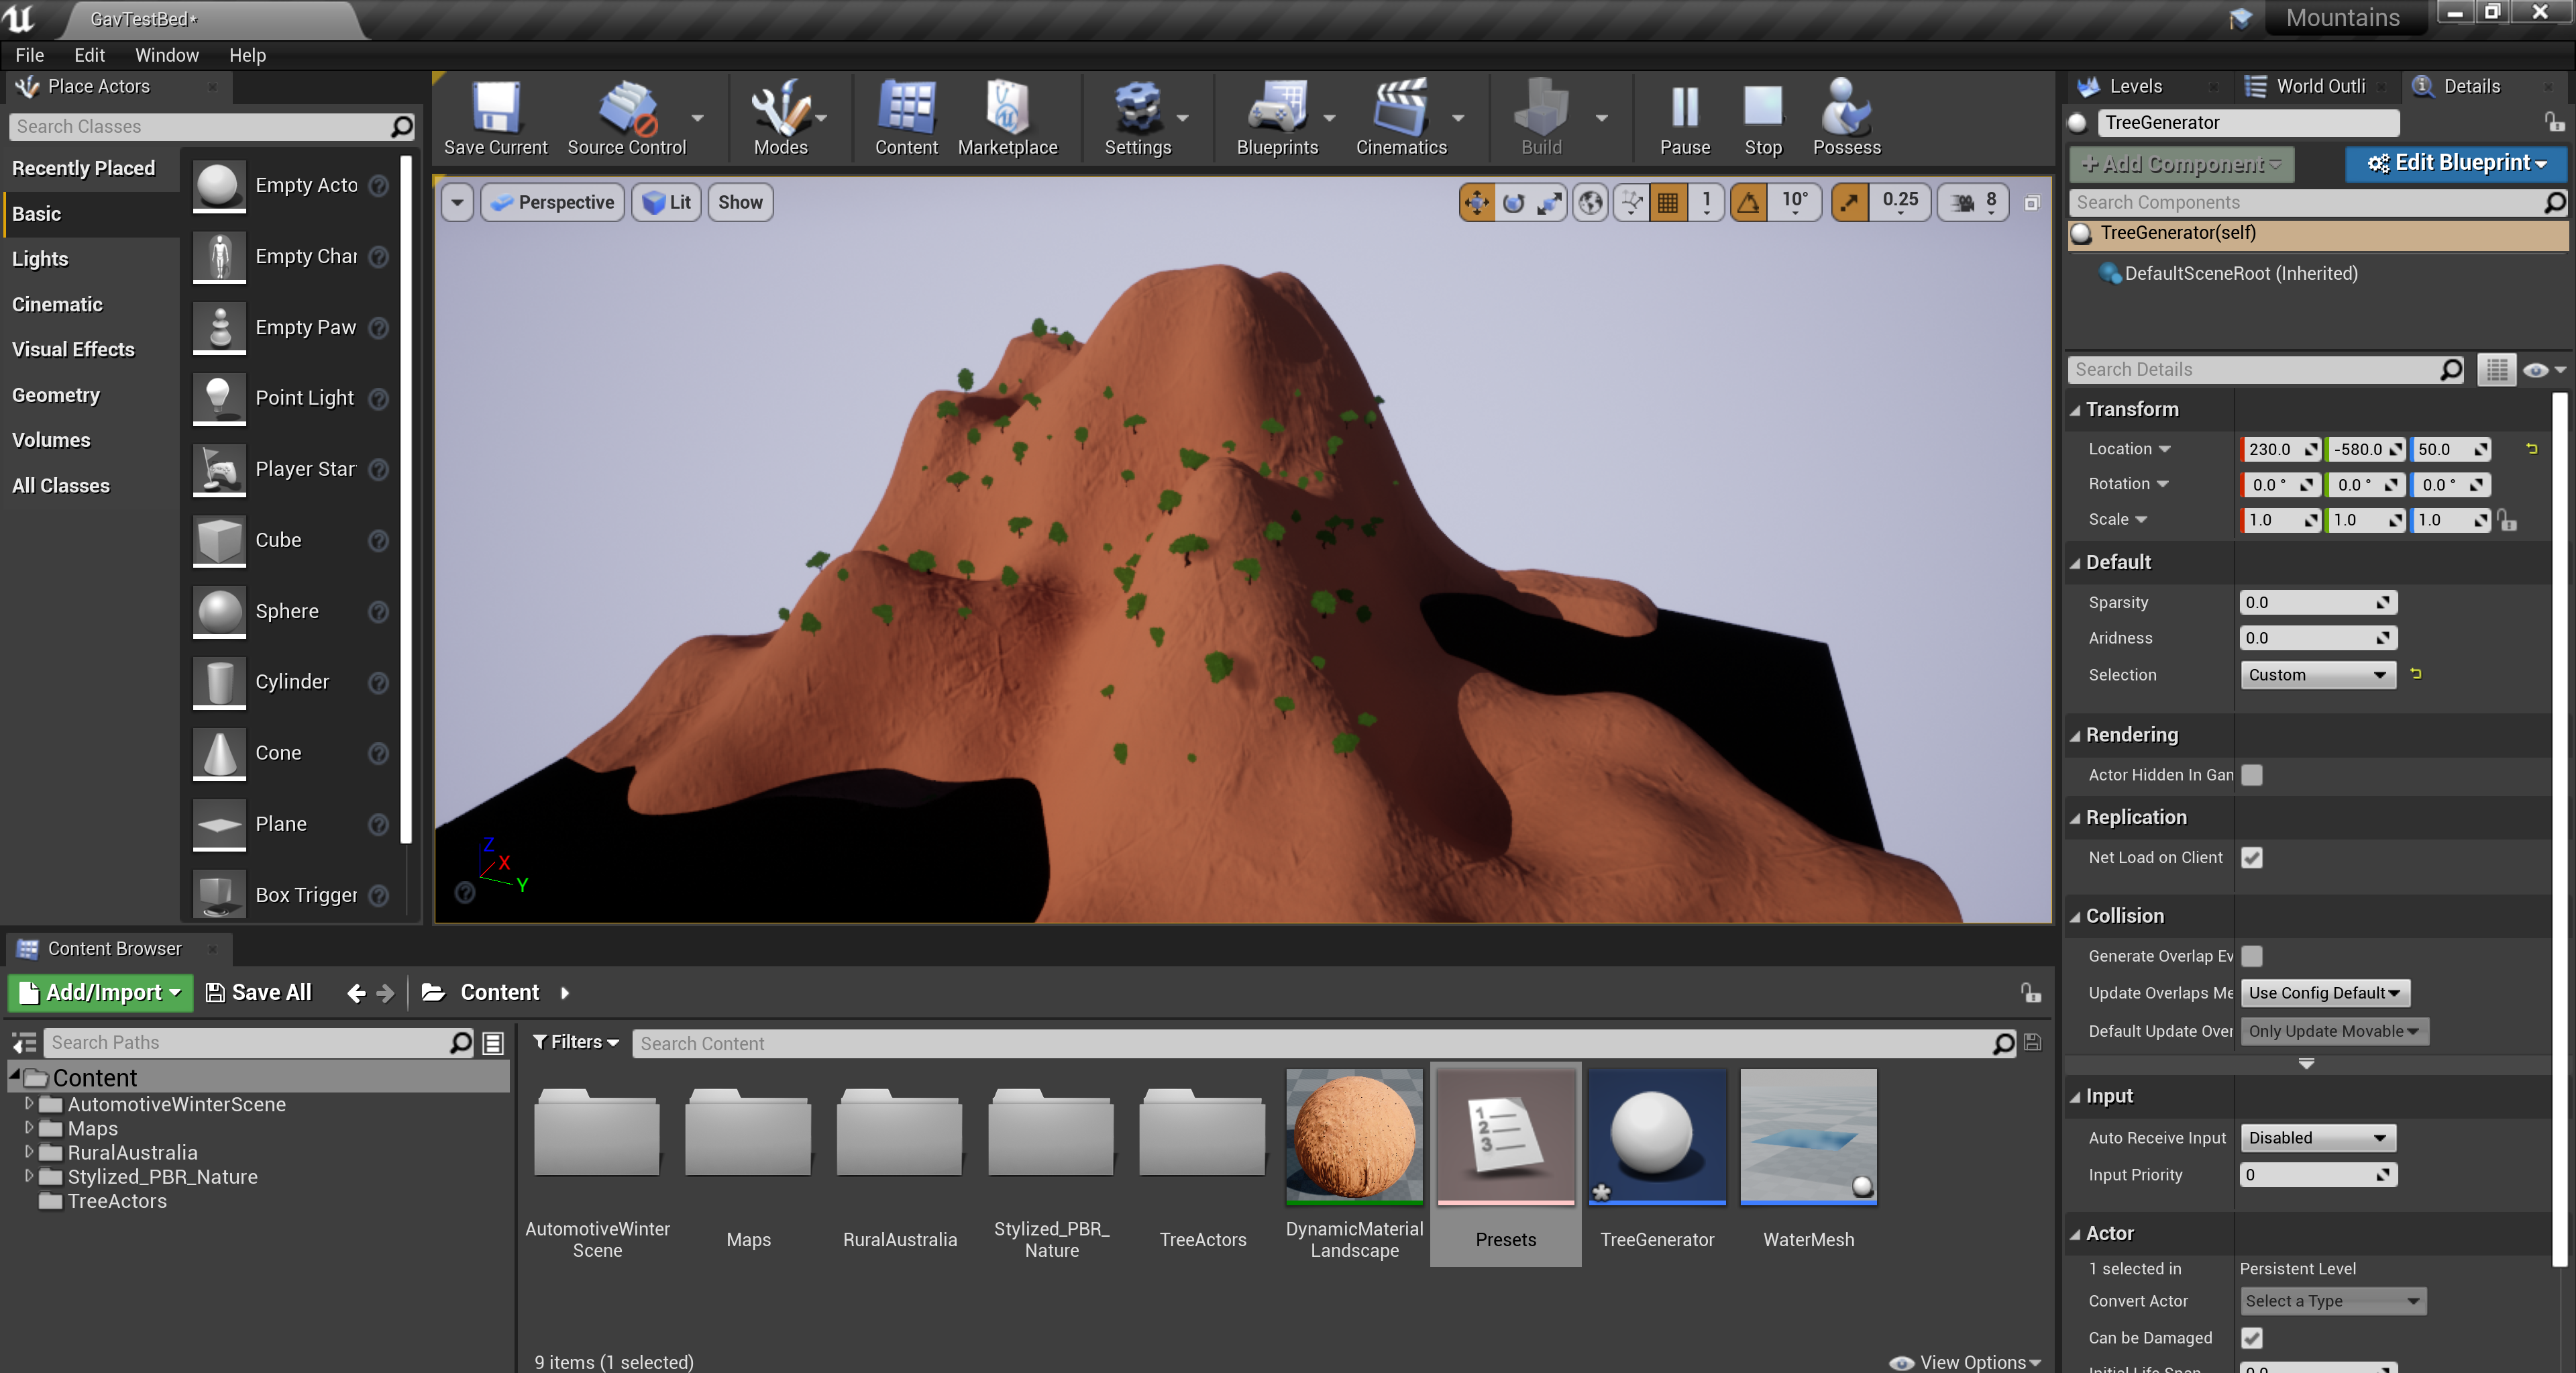 GavTestBed*
Mountains
File Edit Window Help
Place Actors
Search Classes
Recently Placed
Basic
Lights
Cinematic
Visual Effects
Geometry
Volumes
All Classes
Empty Acto
Empty Char
Empty Paw
Point Light
Player Star
Cube
Sphere
Cylinder
Cone
Plane
Box Trigger
Save Current Source Control Modes Content Marketplace Settings Blueprints Cinematics Build Pause Stop Possess
Perspective Lit Show 1 10° 0.25 8
Z
X
Y
Levels World Outli Details
TreeGenerator
+Add Component Edit Blueprint
Search Components
TreeGenerator(self)
DefaultSceneRoot (Inherited)
Search Details
Transform
Location 230.0 -580.0 50.0
Rotation 0.0 ° 0.0 ° 0.0 °
Scale 1.0 1.0 1.0
Default
Sparsity 0.0
Aridness 0.0
Selection Custom
Rendering
Actor Hidden In Gan
Replication
Net Load on Client
Collision
Generate Overlap Ev
Update Overlaps Me Use Config Default
Default Update Over Only Update Movable
Input
Auto Receive Input Disabled
Input Priority 0
Actor
1 selected in Persistent Level
Convert Actor Select a Type
Can be Damaged
Content Browser
Add/Import Save All Content
Search Paths
Filters Search Content
Content
AutomotiveWinterScene
Maps
RuralAustralia
Stylized_PBR_Nature
TreeActors
AutomotiveWinter
Scene
Maps
RuralAustralia
Stylized_PBR_
Nature
TreeActors
DynamicMaterial
Landscape
1
2
3
Presets
TreeGenerator
WaterMesh
9 items (1 selected)
View Options